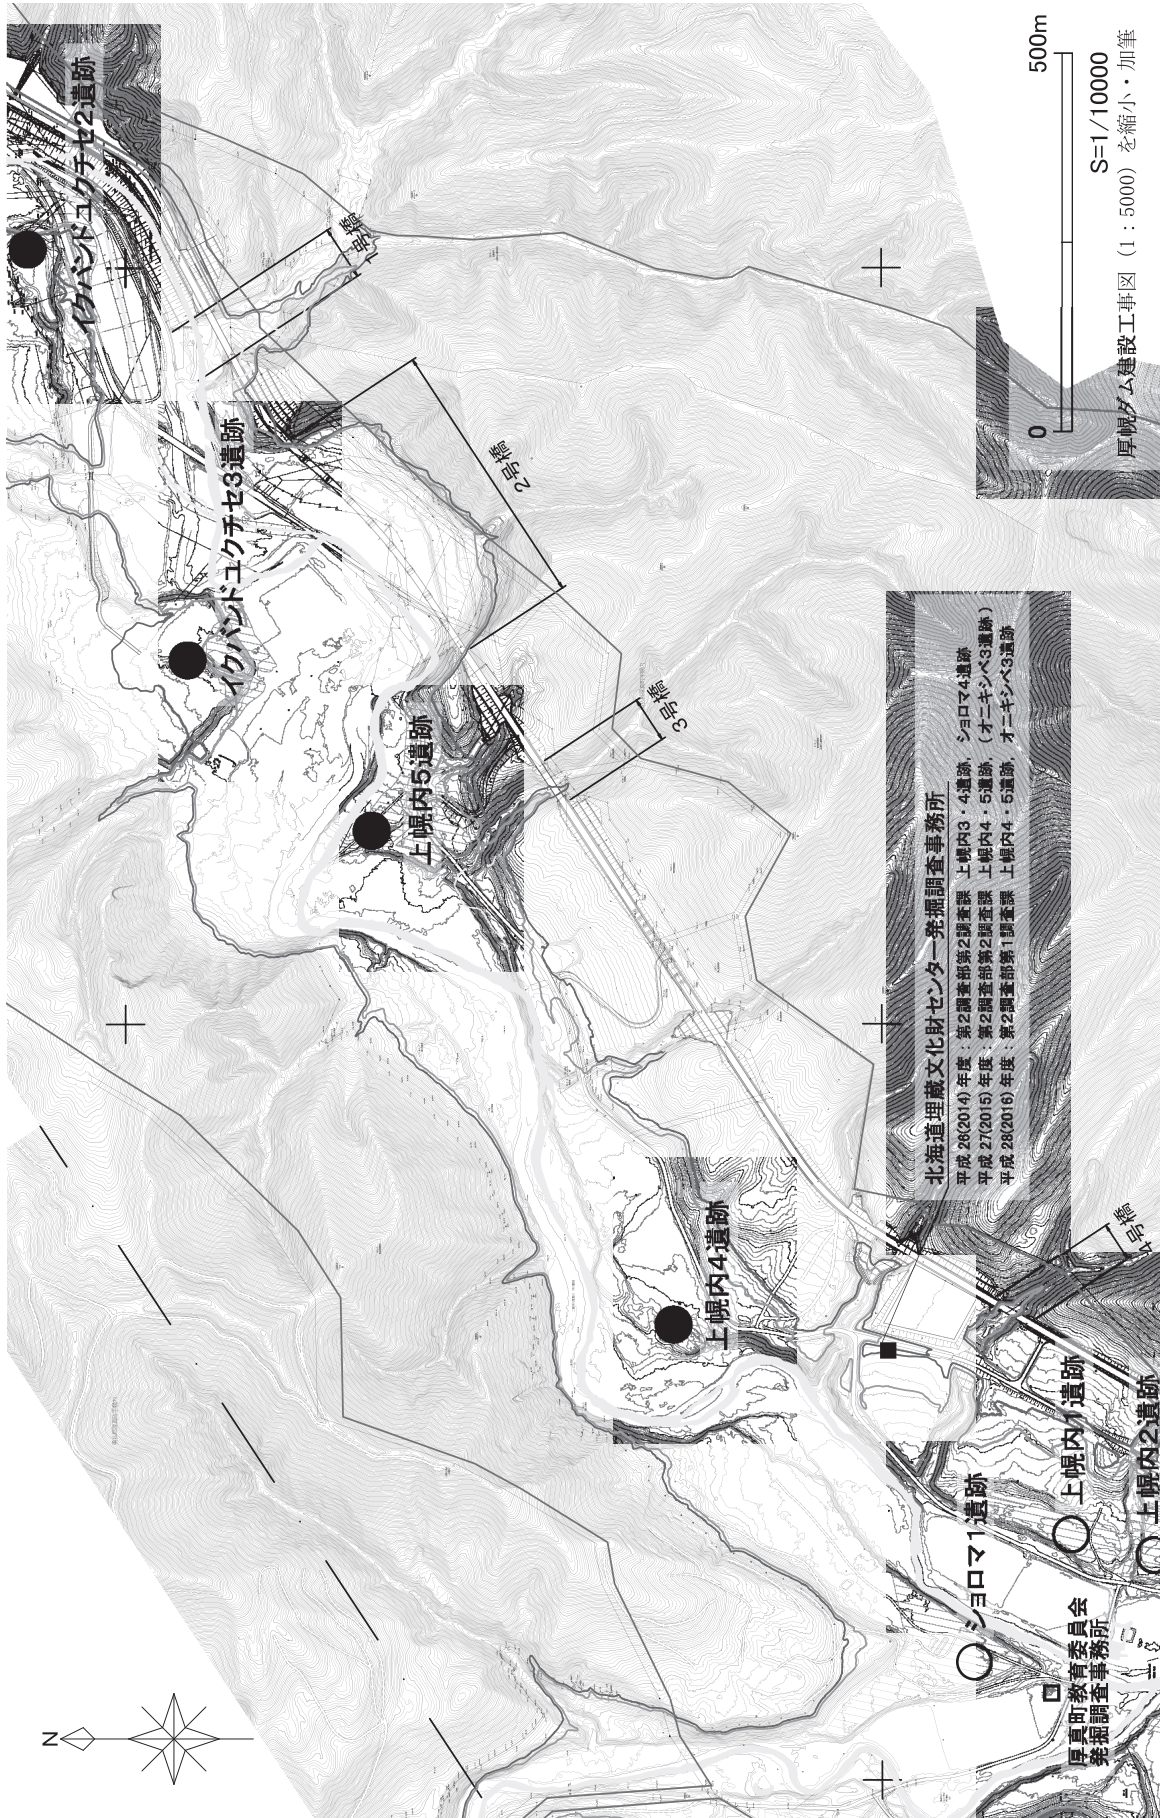 N
イクバンドユクチセ2遺跡
1号橋
2号橋
イクバンドユクチセ3遺跡
3号橋
上幌内5遺跡
上幌内4遺跡
4号橋
ショロマ1遺跡
上幌内1遺跡
上幌内2遺跡
厚真町教育委員会
発掘調査事務所
北海道埋蔵文化財センター発掘調査事務所
平成 26(2014) 年度：第2調査部第2調査課 上幌内3・4遺跡，ショロマ4遺跡
平成 27(2015) 年度：第2調査部第2調査課 上幌内4・5遺跡，（オニキシベ3遺跡）
平成 28(2016) 年度：第2調査部第1調査課 上幌内4・5遺跡，オニキシベ3遺跡
0
500m
S=1/10000
厚幌ダム建設工事図（1：5000）を縮小・加筆